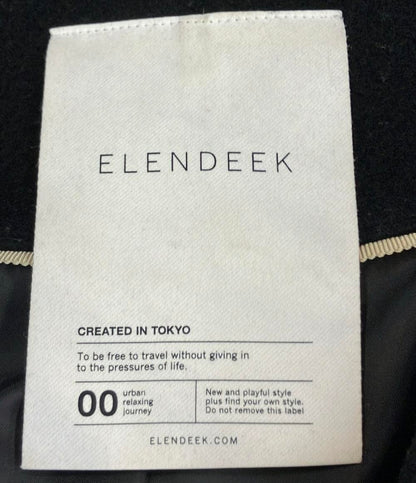 ELENDEEK
CREATED IN TOKYO
To be free to travel without giving in
to the pressures of life.
00
urban
relaxing
journey
New and playful style
plus find your own style.
Do not remove this label
ELENDEEK.COM